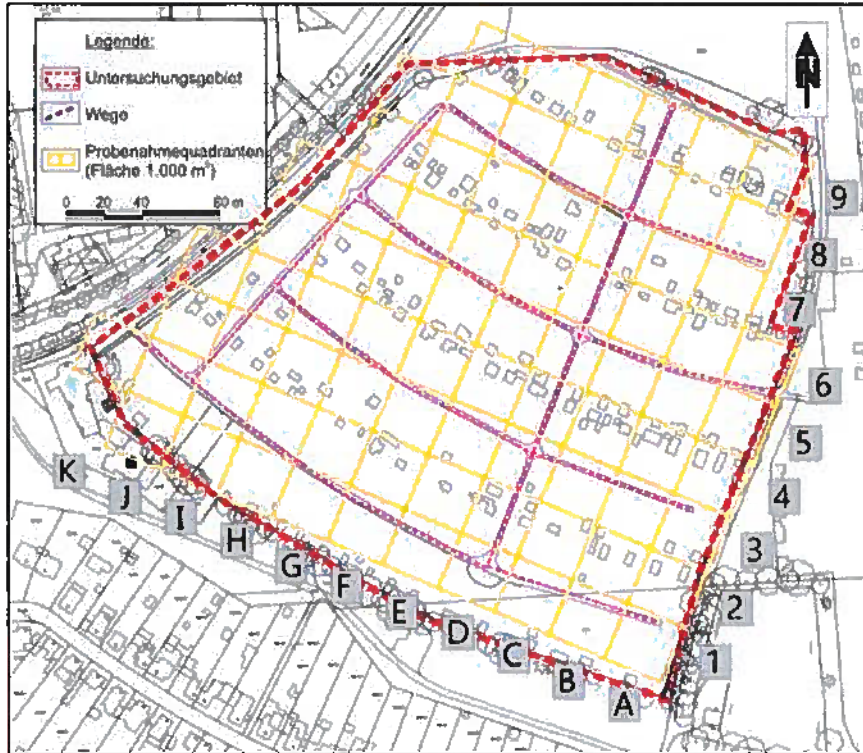 Legende:
Untersuchungsgebiet
Wege
Probenahmequadranten
(Fläche 1.000 m²)
0 20 40 80 m
N
9
8
7
6
5
4
3
2
1
K
J
I
H
G
F
E
D
C
B
A